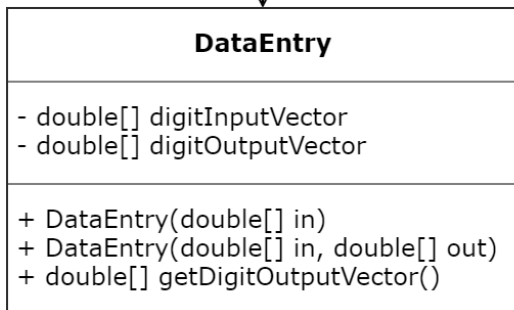 DataEntry
- double[] digitInputVector
- double[] digitOutputVector
+ DataEntry(double[] in)
+ DataEntry(double[] in, double[] out)
+ double[] getDigitOutputVector()